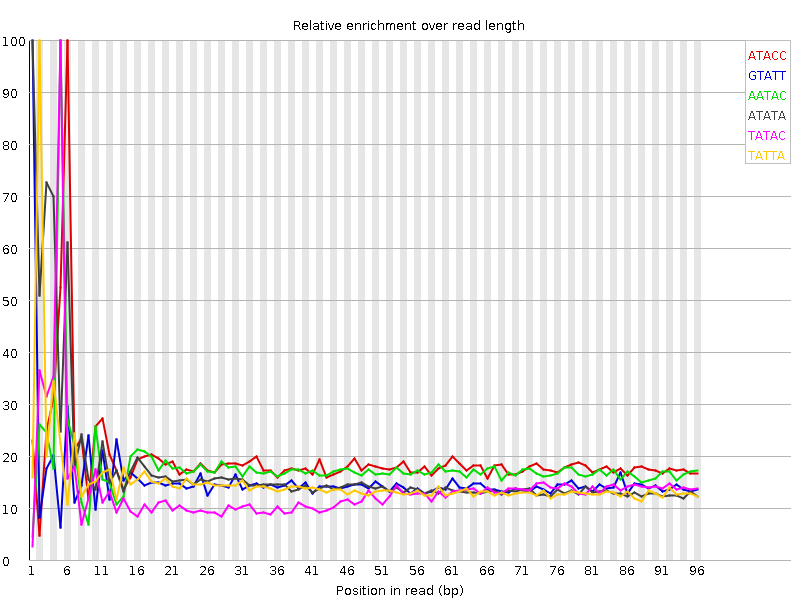 Relative enrichment over read length
100
90
80
70
60
50
40
30
20
10
0
ATACC
GTATT
AATAC
ATATA
TATAC
TATTA
1 6 11 16 21 26 31 36 41 46 51 56 61 66 71 76 81 86 91 96
Position in read (bp)